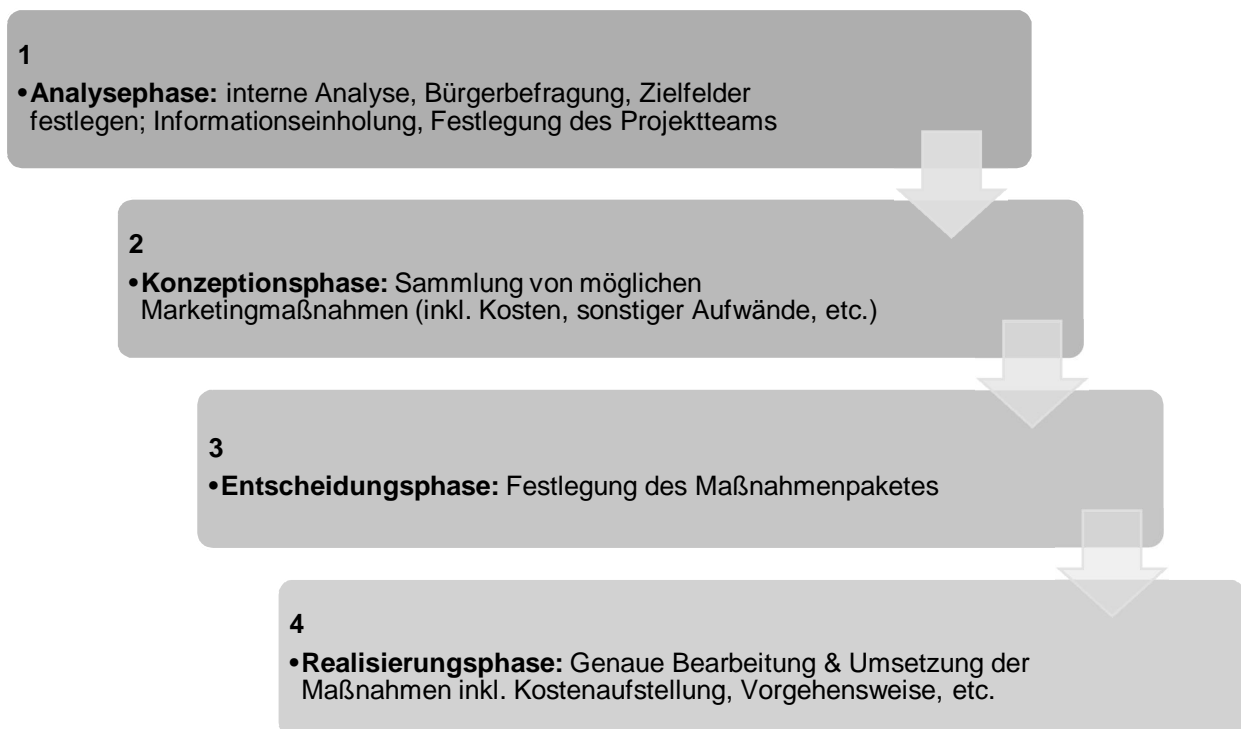 1
•Analysephase: interne Analyse, Bürgerbefragung, Zielfelder
festlegen; Informationseinholung, Festlegung des Projektteams
2
•Konzeptionsphase: Sammlung von möglichen
Marketingmaßnahmen (inkl. Kosten, sonstiger Aufwände, etc.)
3
•Entscheidungsphase: Festlegung des Maßnahmenpaketes
4
•Realisierungsphase: Genaue Bearbeitung & Umsetzung der
Maßnahmen inkl. Kostenaufstellung, Vorgehensweise, etc.